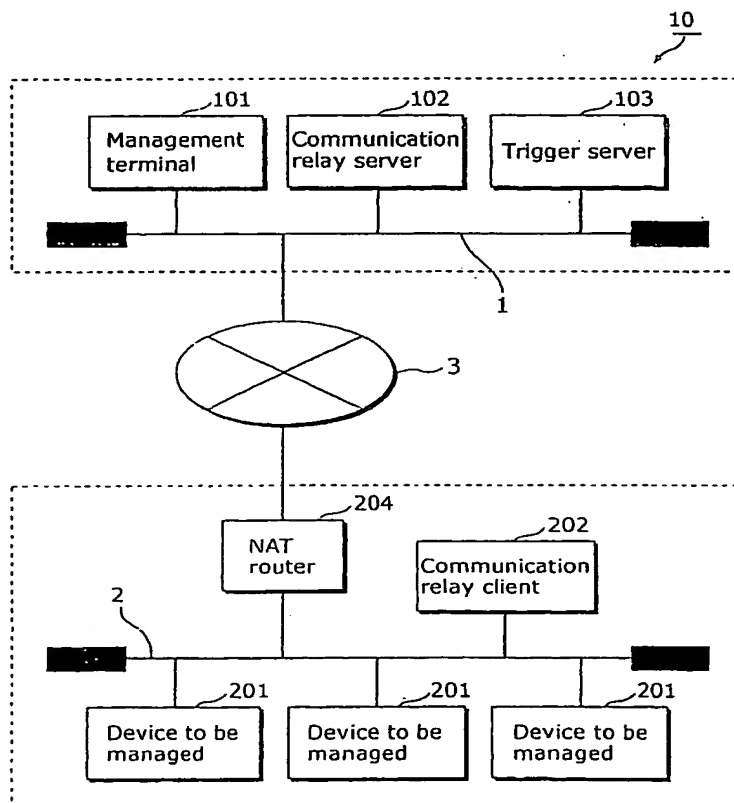 10
101
102
103
Management
terminal
Communication
relay server
Trigger server
1
3
204
NAT
router
202
Communication
relay client
2
201
201
201
Device to be
managed
Device to be
managed
Device to be
managed